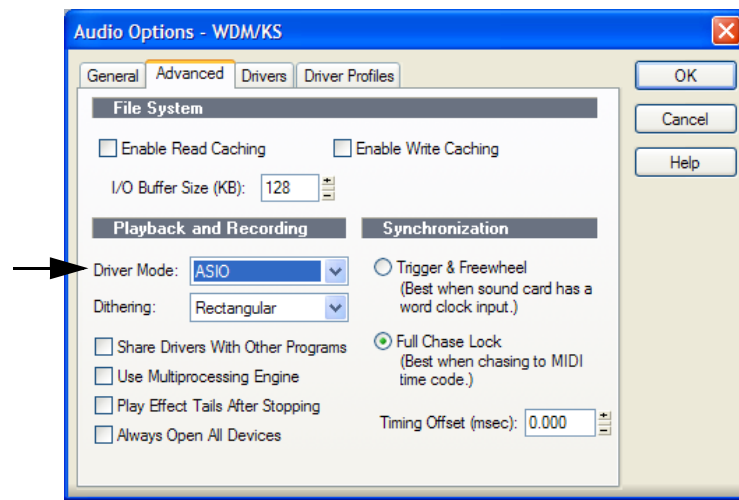 Audio Options - WDM/KS
General Advanced Drivers Driver Profiles
OK
Cancel
Help
File System
Enable Read Caching
Enable Write Caching
I/O Buffer Size (KB): 128
Playback and Recording
Driver Mode: ASIO
Dithering: Rectangular
Share Drivers With Other Programs
Use Multiprocessing Engine
Play Effect Tails After Stopping
Always Open All Devices
Synchronization
Trigger & Freewheel
(Best when sound card has a
word clock input.)
Full Chase Lock
(Best when chasing to MIDI
time code.)
Timing Offset (msec): 0.000